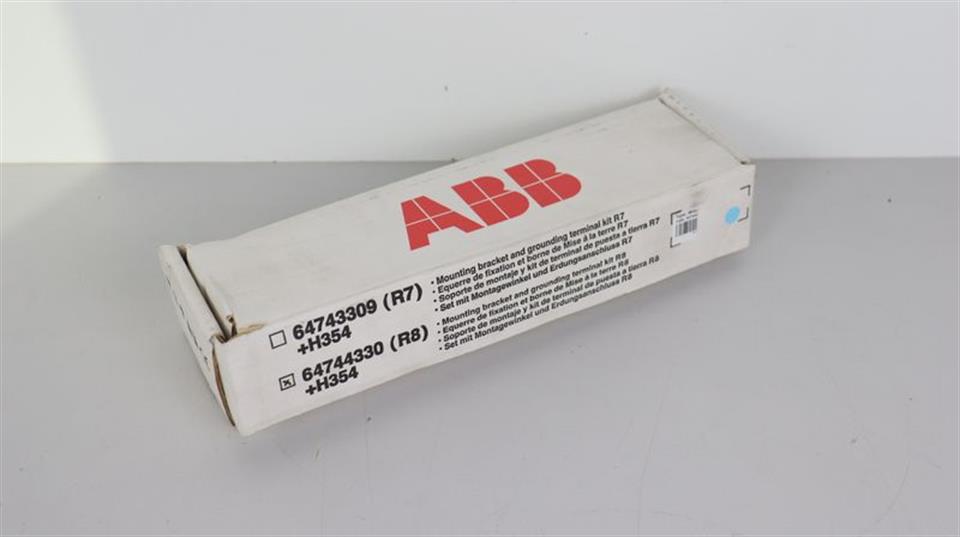 ABB
64743309 (R7)
+H354
• Mounting bracket and grounding terminal kit R7
• Equerre de fixation et borne de Mise à la terre R7
• Soporte de montaje y kit de terminal de puesta a tierra R7
• Set mit Montagewinkel und Erdungsanschluss R7
64744330 (R8)
+H354
• Mounting bracket and grounding terminal kit R8
• Equerre de fixation et borne de Mise à la terre R8
• Soporte de montaje y kit de terminal de puesta a tierra R8
• Set mit Montagewinkel und Erdungsanschluss R8